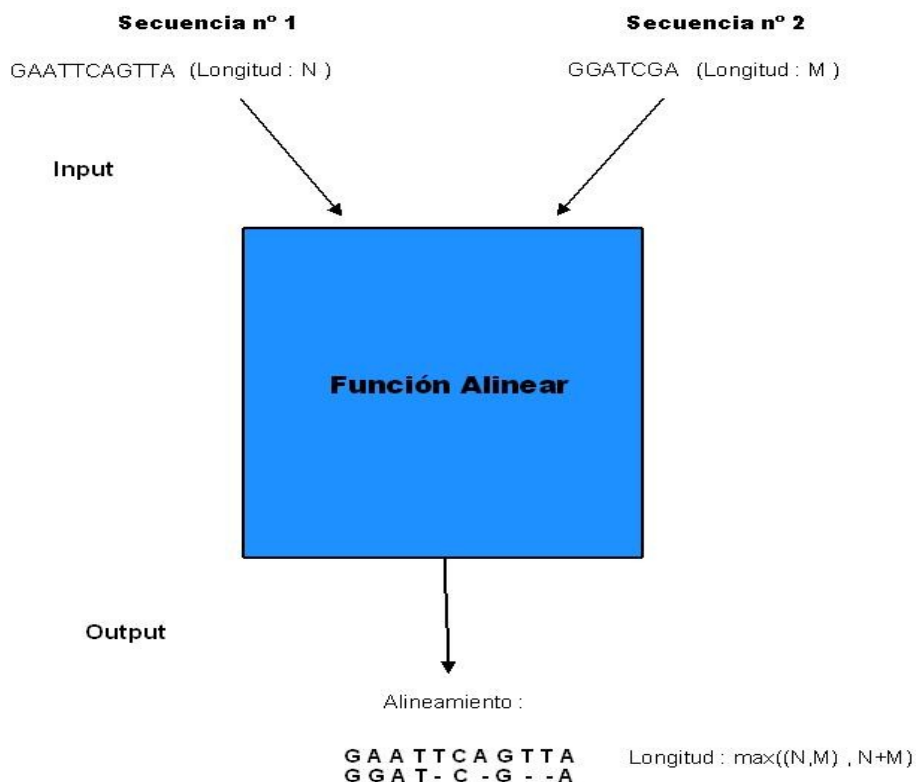 Secuencia nº 1
Secuencia nº 2
GAATTCAGTTA (Longitud : N )
GGATCGA (Longitud : M )
Input
Función Alinear
Output
Alineamiento :
G A A T T C A G T T A
G G A T - C - G - - A
Longitud : max((N,M) , N+M)